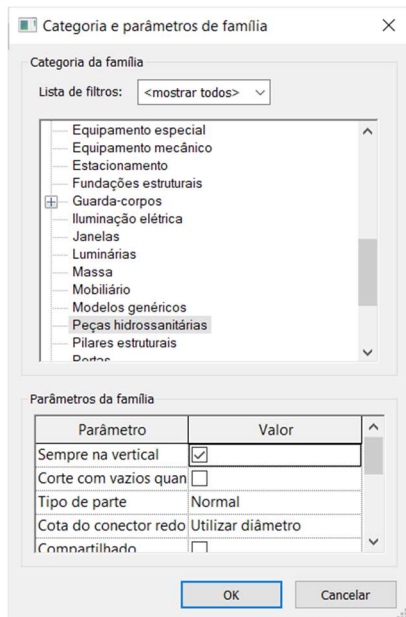 Categoria e parâmetros de família
Categoria da família
Lista de filtros: <mostrar todos>
Equipamento especial
Equipamento mecânico
Estacionamento
Fundações estruturais
Guarda-corpos
Iluminação elétrica
Janelas
Luminárias
Massa
Mobiliário
Modelos genéricos
Peças hidrossanitárias
Pilares estruturais
Portas
Parâmetros da família
Parâmetro Valor
Sempre na vertical
Corte com vazios quan
Tipo de parte Normal
Cota do conector redo Utilizar diâmetro
Compartilhado
OK Cancelar